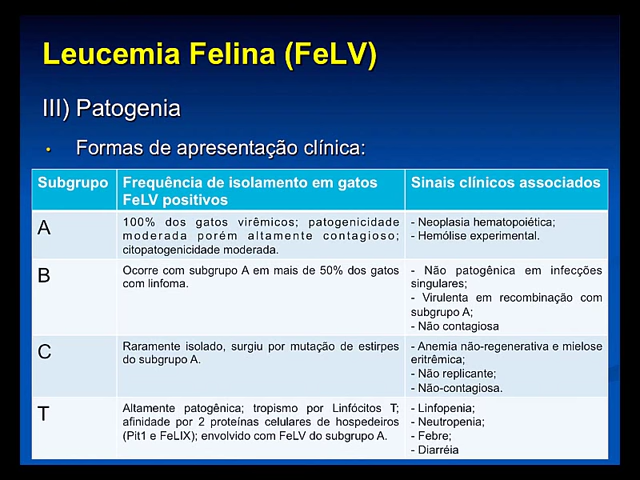 Leucemia Felina (FeLV)
III) Patogenia
• Formas de apresentação clínica:
Subgrupo
Frequência de isolamento em gatos
FeLV positivos
Sinais clínicos associados
A
100% dos gatos virêmicos; patogenicidade
moderada porém altamente contagioso;
citopatogenicidade moderada.
- Neoplasia hematopoiética;
- Hemólise experimental.
B
Ocorre com subgrupo A em mais de 50% dos gatos
com linfoma.
- Não patogênica em infecções
singulares;
- Virulenta em recombinação com
subgrupo A;
- Não contagiosa
C
Raramente isolado, surgiu por mutação de estirpes
do subgrupo A.
- Anemia não-regenerativa e mielose
eritrêmica;
- Não replicante;
- Não-contagiosa.
T
Altamente patogênica; tropismo por Linfócitos T;
afinidade por 2 proteínas celulares de hospedeiros
(Pit1 e FeLIX); envolvido com FeLV do subgrupo A.
- Linfopenia;
- Neutropenia;
- Febre;
- Diarréia